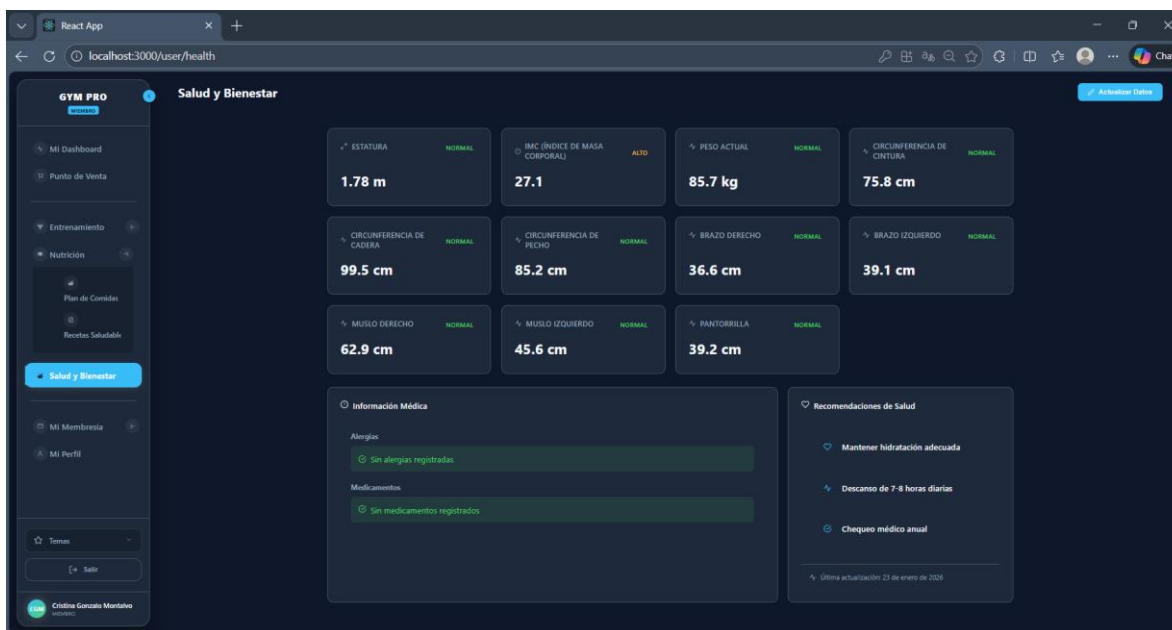 React App
localhost:3000/user/health
Cha
GYM PRO
MIEMBRO
Salud y Bienestar
Actualizar Datos
Mi Dashboard
Punto de Venta
Entrenamiento
Nutrición
Plan de Comidas
Recetas Saludable
Salud y Bienestar
Mi Membresía
Mi Perfil
Temas
Salir
CGM
Cristina Gonzalo Montalvo
MIEMBRO
ESTATURA
NORMAL
1.78 m
IMC (ÍNDICE DE MASA
CORPORAL)
ALTO
27.1
PESO ACTUAL
NORMAL
85.7 kg
CIRCUNFERENCIA DE
CINTURA
NORMAL
75.8 cm
CIRCUNFERENCIA DE
CADERA
NORMAL
99.5 cm
CIRCUNFERENCIA DE
PECHO
NORMAL
85.2 cm
BRAZO DERECHO
NORMAL
36.6 cm
BRAZO IZQUIERDO
NORMAL
39.1 cm
MUSLO DERECHO
NORMAL
62.9 cm
MUSLO IZQUIERDO
NORMAL
45.6 cm
PANTORRILLA
NORMAL
39.2 cm
Información Médica
Alergias
Sin alergias registradas
Medicamentos
Sin medicamentos registrados
Recomendaciones de Salud
Mantener hidratación adecuada
Descanso de 7-8 horas diarias
Chequeo médico anual
Última actualización: 23 de enero de 2026